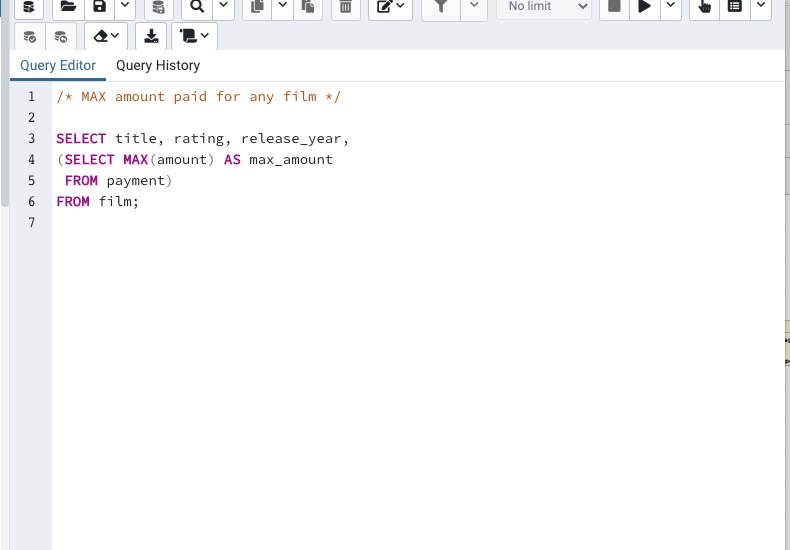 No limit
Query Editor Query History
1 /* MAX amount paid for any film */
2
3 SELECT title, rating, release_year,
4 (SELECT MAX(amount) AS max_amount
5  FROM payment)
6 FROM film;
7